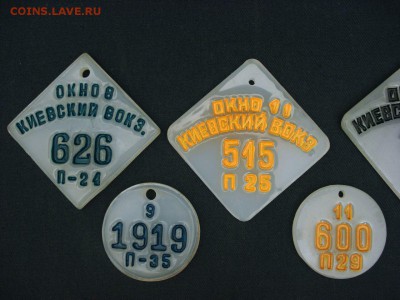 COINS.LAVE.RU
ОКНО 8
КИЕВСКИЙ ВОКЗ.
626
П-24
ОКНО 11
КИЕВСКИЙ ВОКЗ
515
П 25
9
1919
П-35
11
600
П 29